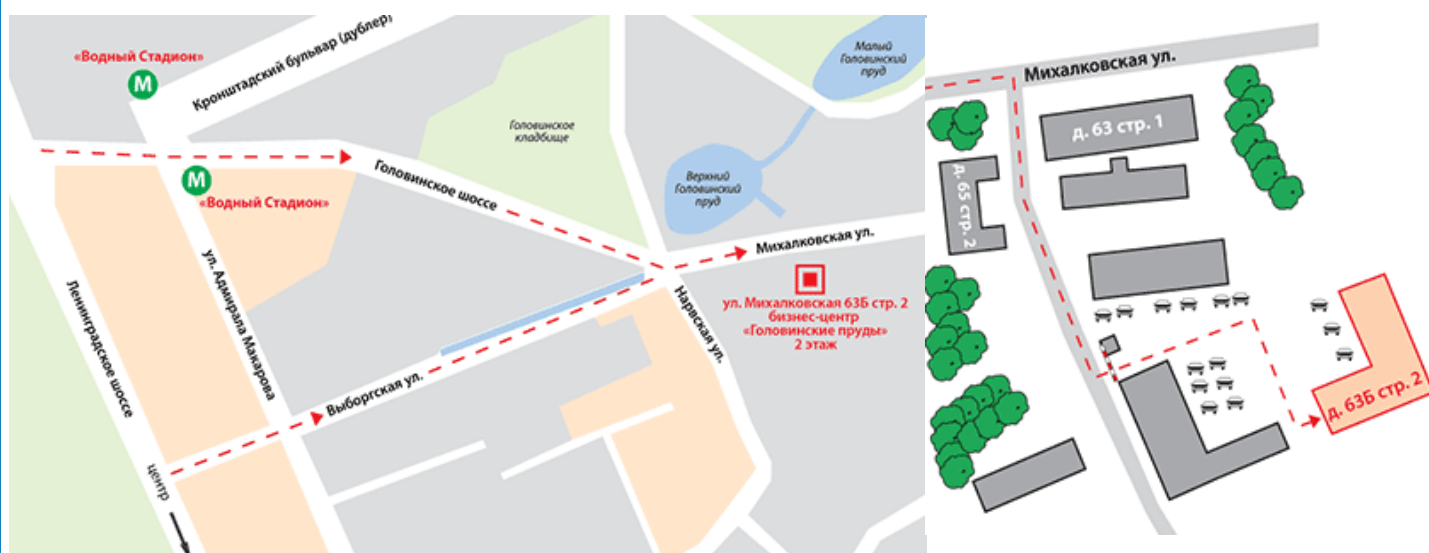 «Водный Стадион»
М
Кронштадский бульвар (дублер)
Малый
Головинский
пруд
Головинское
кладбище
М
«Водный Стадион»
Головинское шоссе
Верхний
Головинский
пруд
Михалковская ул.
ул. Михалковская 63Б стр. 2
бизнес-центр
«Головинские пруды»
2 этаж
Ленинградское шоссе
ул. Адмирала Макарова
Нарвская ул.
Выборгская ул.
центр
Михалковская ул.
д. 63 стр. 1
д. 65 стр. 2
д. 63Б стр. 2